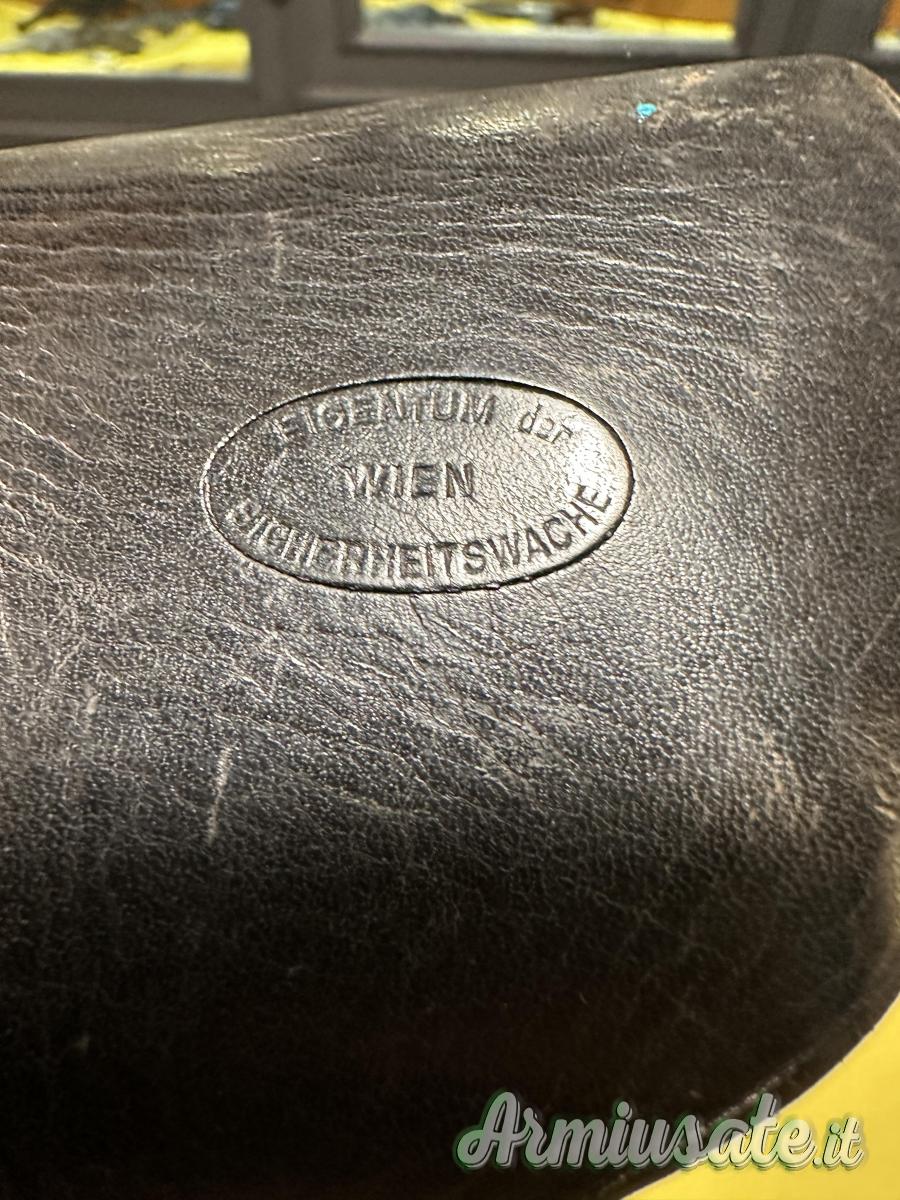 EIGENTUM der
WIEN
SICHERHEITSWACHE
Armiusate.it